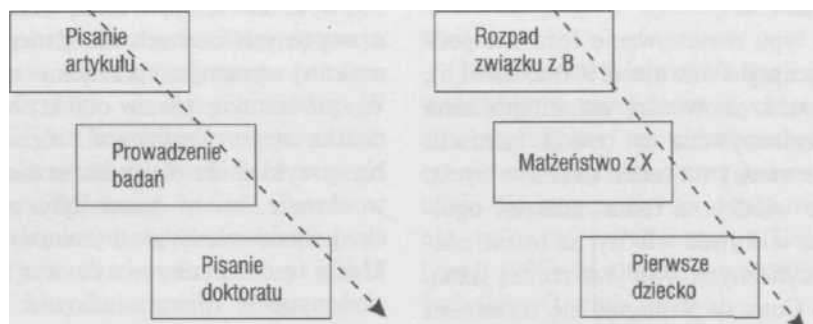 Pisanie
artykułu
Prowadzenie
badań
Pisanie
doktoratu
Rozpad
związku z B
Małżeństwo z X
Pierwsze
dziecko